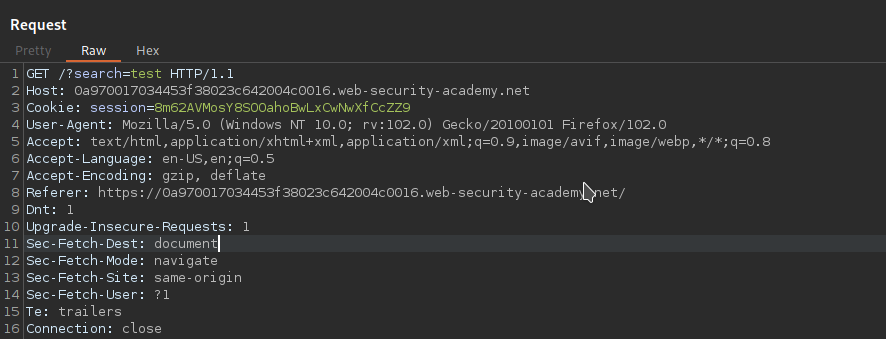 Request
Pretty Raw Hex
1 GET /?search=test HTTP/1.1
2 Host: 0a970017034453f38023c642004c0016.web-security-academy.net
3 Cookie: session=8m62AVMosY8SOOahoBwLxCwNwXfCcZZ9
4 User-Agent: Mozilla/5.0 (Windows NT 10.0; rv:102.0) Gecko/20100101 Firefox/102.0
5 Accept: text/html,application/xhtml+xml,application/xml;q=0.9,image/avif,image/webp,*/*;q=0.8
6 Accept-Language: en-US,en;q=0.5
7 Accept-Encoding: gzip, deflate
8 Referer: https://0a970017034453f38023c642004c0016.web-security-academy.net/
9 Dnt: 1
10 Upgrade-Insecure-Requests: 1
11 Sec-Fetch-Dest: document
12 Sec-Fetch-Mode: navigate
13 Sec-Fetch-Site: same-origin
14 Sec-Fetch-User: ?1
15 Te: trailers
16 Connection: close